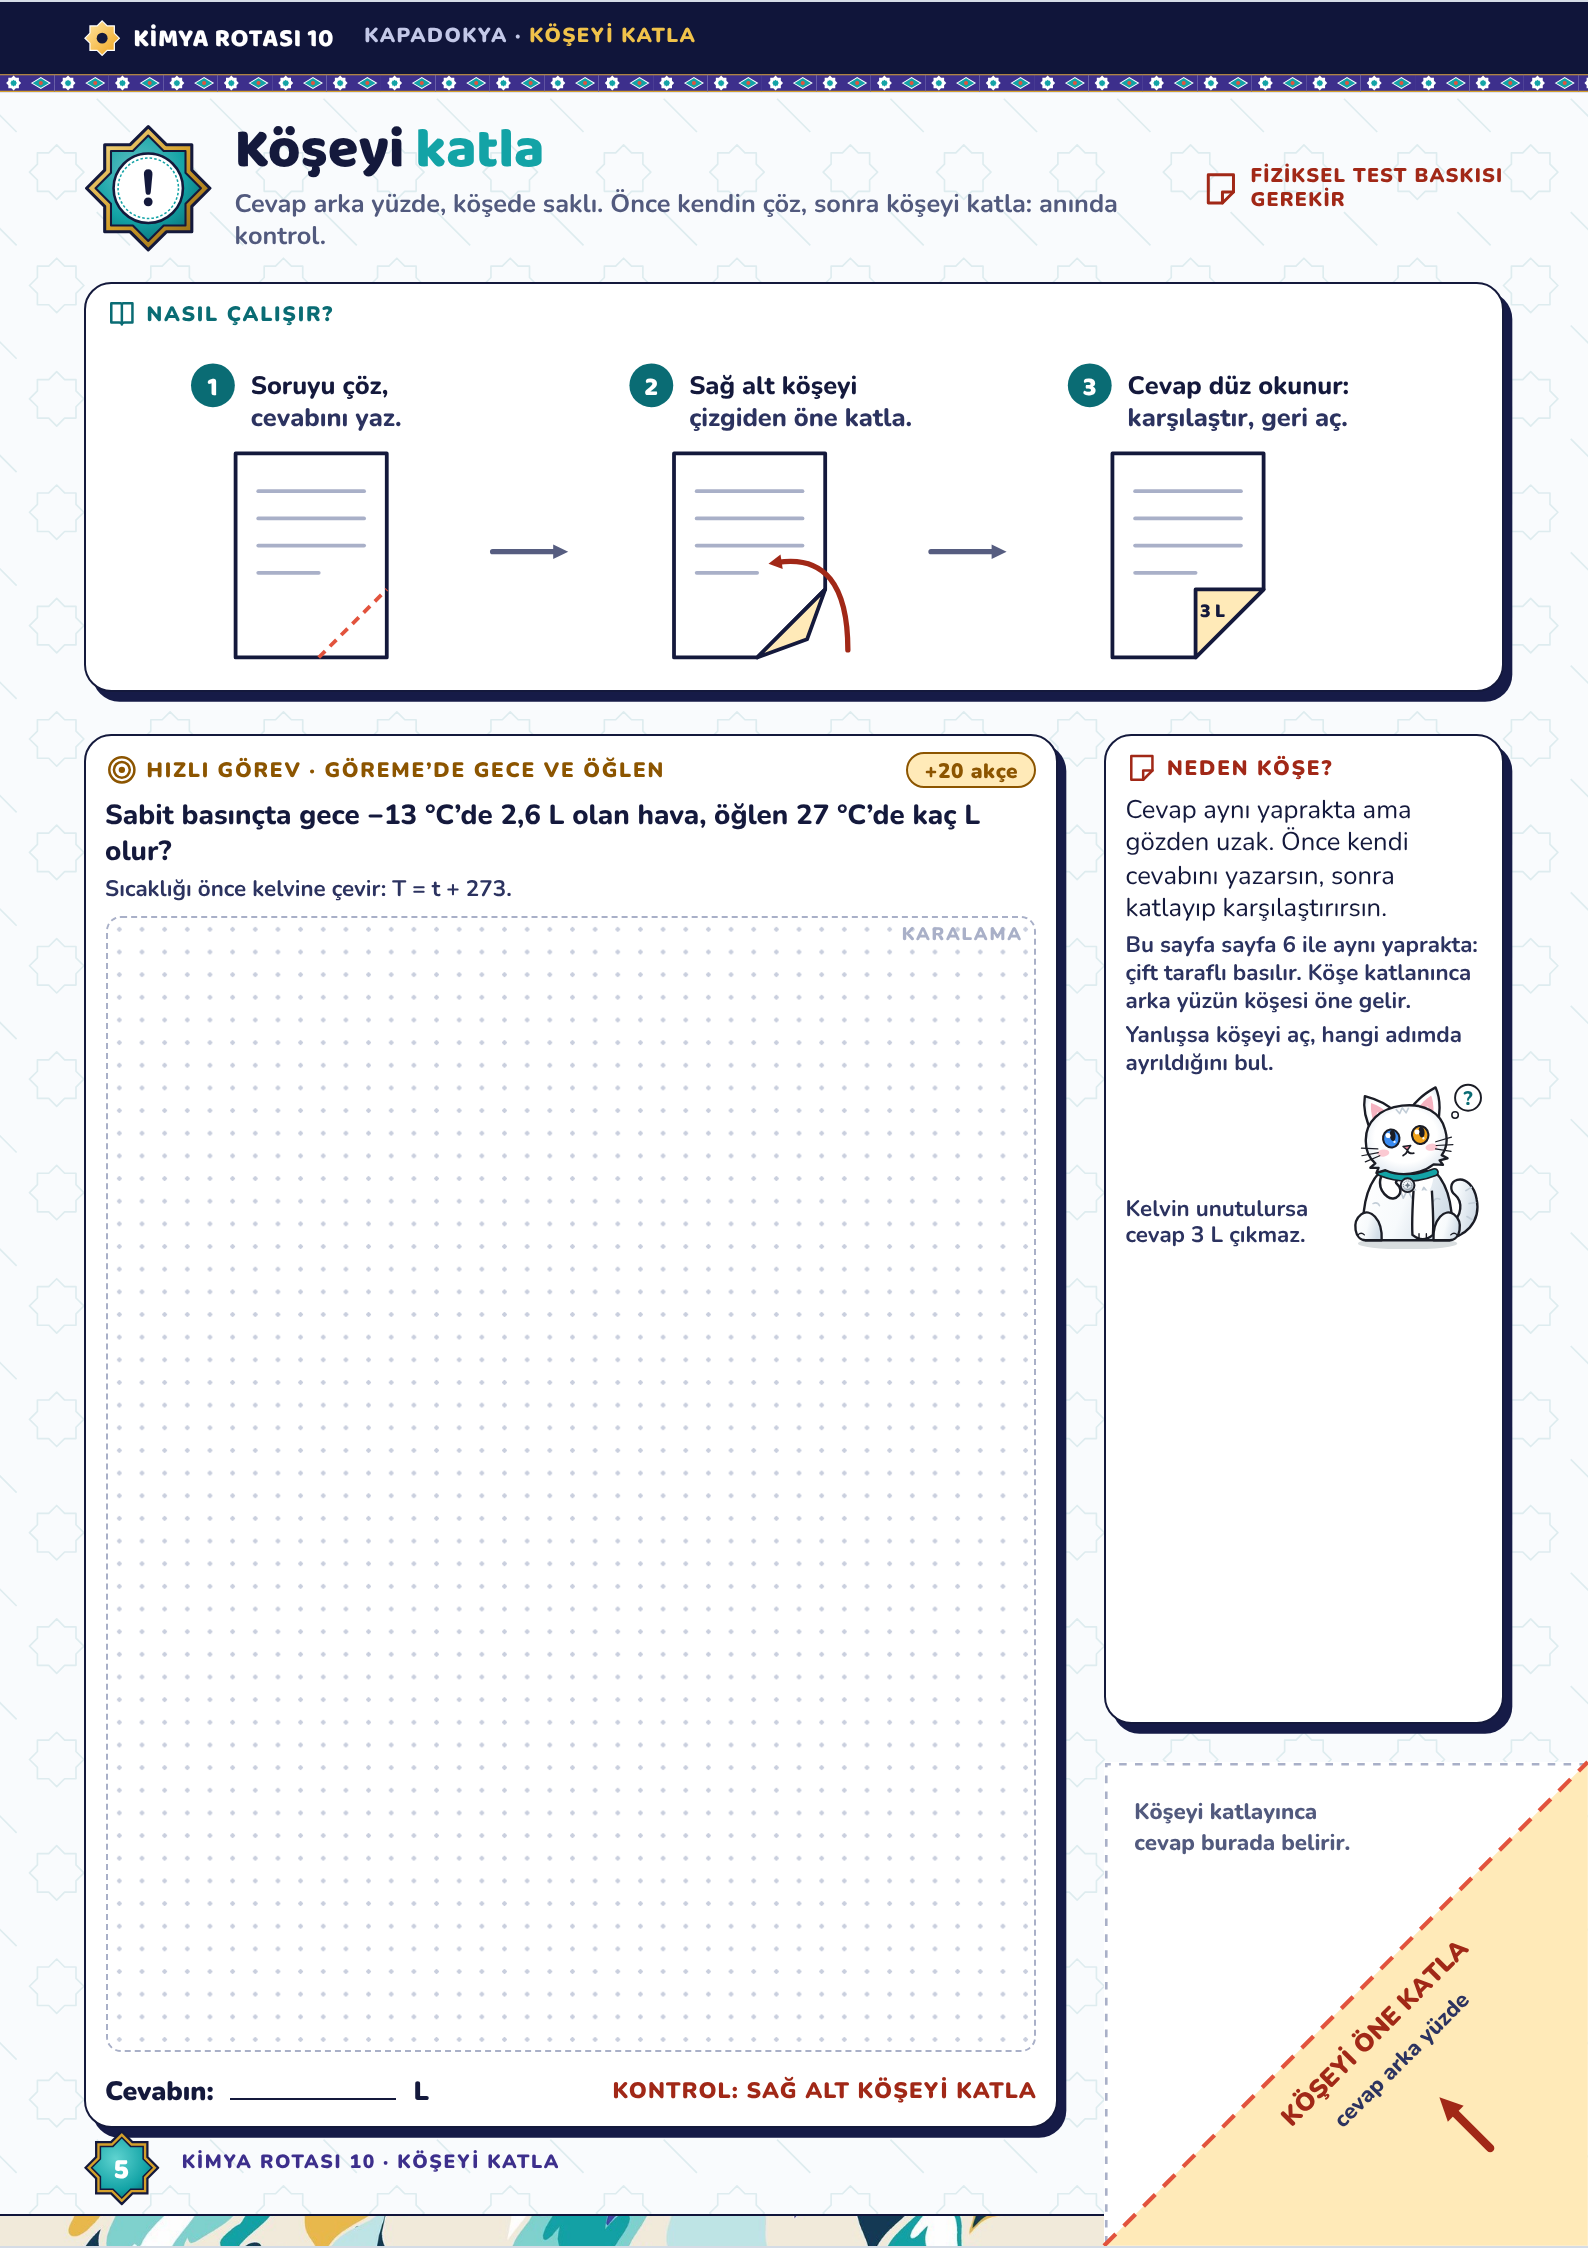 KİMYA ROTASI 10 KAPADOKYA · KÖŞEYİ KATLA
!
Köşeyi katla
Cevap arka yüzde, köşede saklı. Önce kendin çöz, sonra köşeyi katla: anında
kontrol.
FİZİKSEL TEST BASKISI
GEREKİR
NASIL ÇALIŞIR?
1 Soruyu çöz,
cevabını yaz.
2 Sağ alt köşeyi
çizgiden öne katla.
3 Cevap düz okunur:
karşılaştır, geri aç.
3 L
HIZLI GÖREV · GÖREME’DE GECE VE ÖĞLEN
+20 akçe
Sabit basınçta gece −13 °C’de 2,6 L olan hava, öğlen 27 °C’de kaç L
olur?
Sıcaklığı önce kelvine çevir: T = t + 273.
KARALAMA
Cevabın: L
KONTROL: SAĞ ALT KÖŞEYİ KATLA
NEDEN KÖŞE?
Cevap aynı yaprakta ama
gözden uzak. Önce kendi
cevabını yazarsın, sonra
katlayıp karşılaştırırsın.
Bu sayfa sayfa 6 ile aynı yaprakta:
çift taraflı basılır. Köşe katlanınca
arka yüzün köşesi öne gelir.
Yanlışsa köşeyi aç, hangi adımda
ayrıldığını bul.
?
Kelvin unutulursa
cevap 3 L çıkmaz.
Köşeyi katlayınca
cevap burada belirir.
KÖŞEYİ ÖNE KATLA
cevap arka yüzde
5 KİMYA ROTASI 10 · KÖŞEYİ KATLA